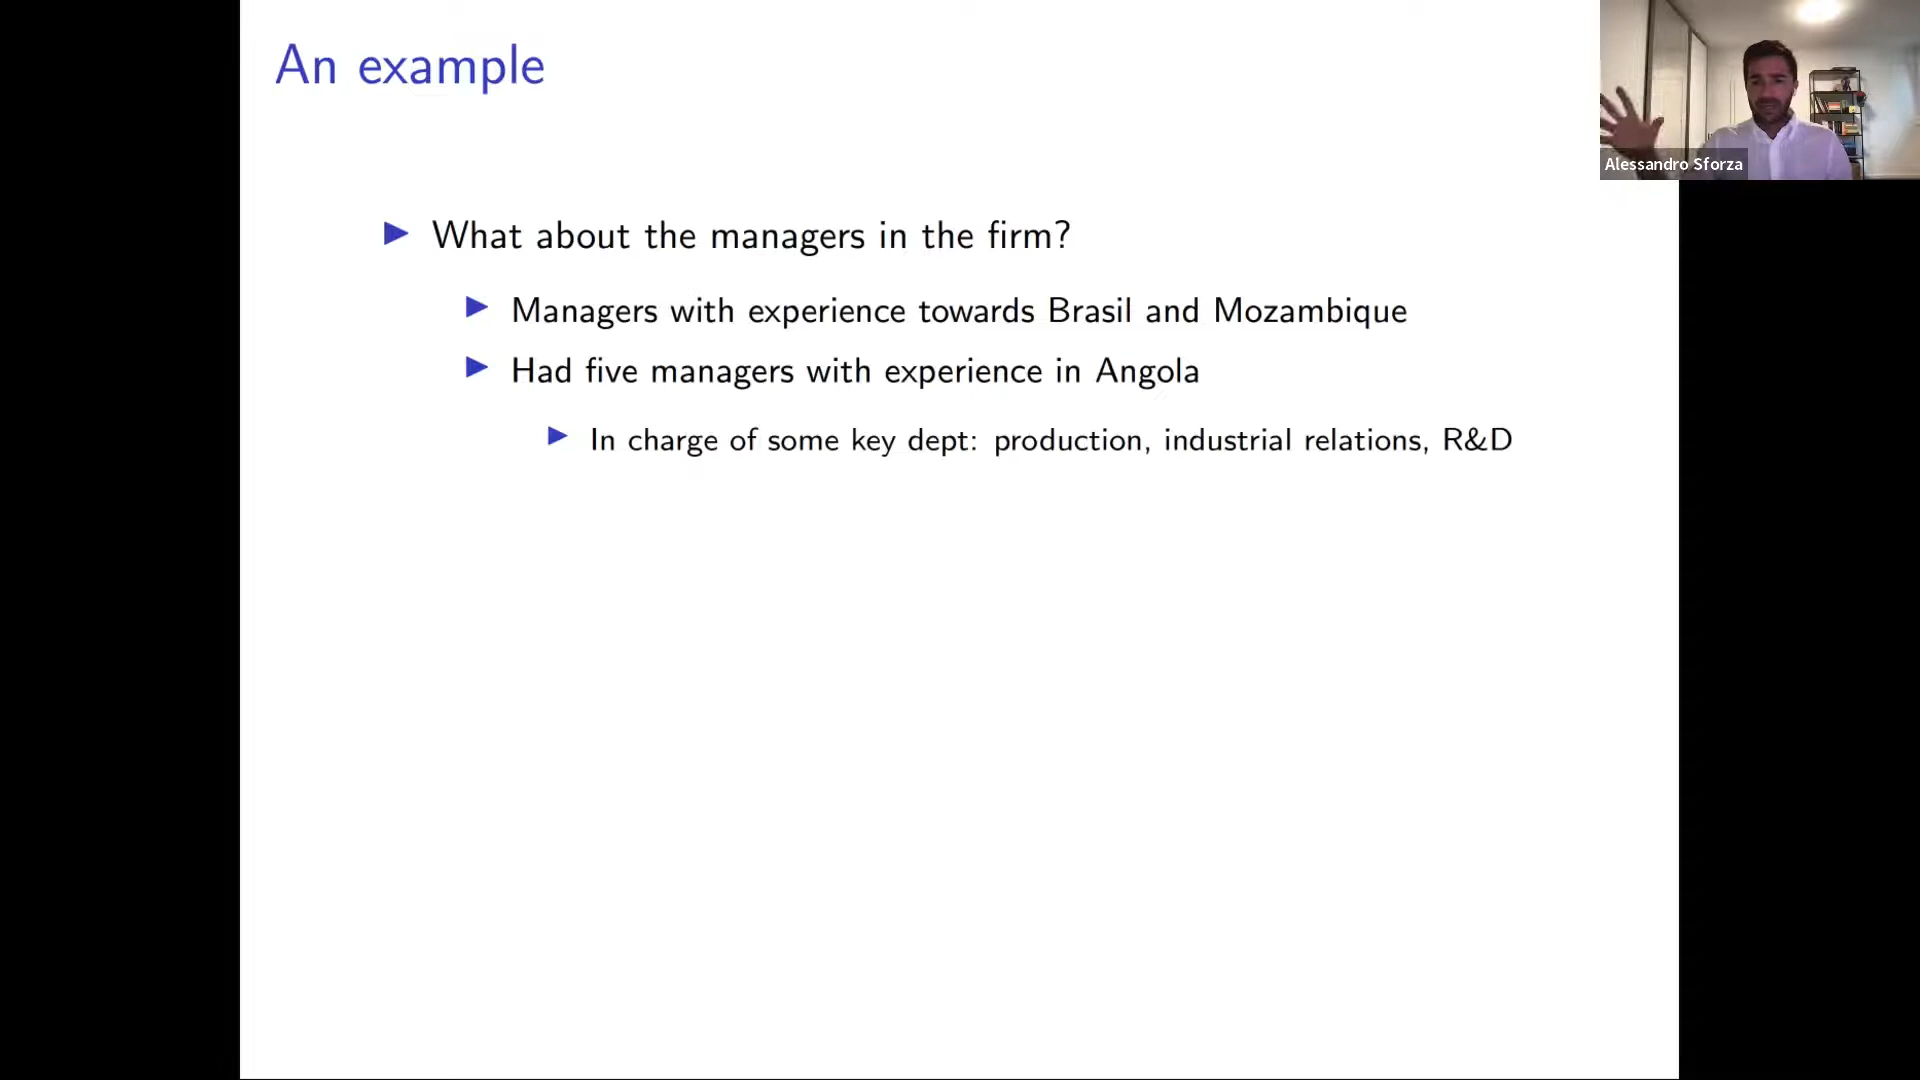 An example
Alessandro Sforza
What about the managers in the firm?
Managers with experience towards Brasil and Mozambique
Had five managers with experience in Angola
In charge of some key dept: production, industrial relations, R&D